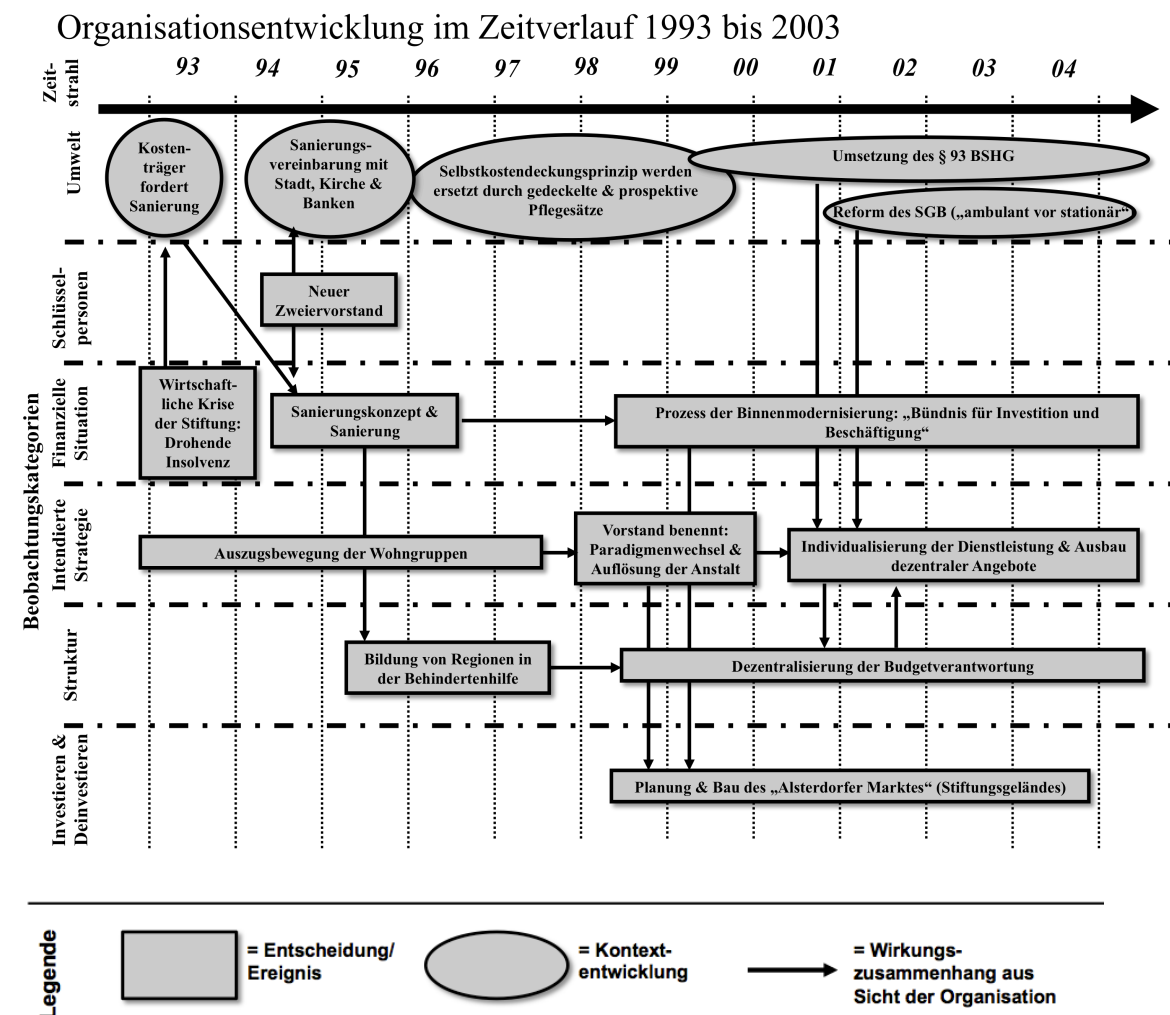 Organisationsentwicklung im Zeitverlauf 1993 bis 2003
Zeit-
strahl
93 94 95 96 97 98 99 00 01 02 03 04
Umwelt
Kosten-
träger
fordert
Sanierung
Sanierungs-
vereinbarung mit
Stadt, Kirche &
Banken
Selbstkostendeckungsprinzip werden
ersetzt durch gedeckelte & prospektive
Pflegesätze
Umsetzung des § 93 BSHG
Reform des SGB („ambulant vor stationär“
Beobachtungskategorien
Schlüssel-
personen
Neuer
Zweiervorstand
Finanzielle
Situation
Wirtschaft-
liche Krise
der Stiftung:
Drohende
Insolvenz
Sanierungskonzept &
Sanierung
Prozess der Binnenmodernisierung: „Bündnis für Investition und
Beschäftigung“
Intendierte
Strategie
Auszugsbewegung der Wohngruppen
Vorstand benennt:
Paradigmenwechsel &
Auflösung der Anstalt
Individualisierung der Dienstleistung & Ausbau
dezentraler Angebote
Struktur
Bildung von Regionen in
der Behindertenhilfe
Dezentralisierung der Budgetverantwortung
Investieren &
Deinvestieren
Planung & Bau des „Alsterdorfer Marktes“ (Stiftungsgeländes)
Legende
= Entscheidung/
Ereignis
= Kontext-
entwicklung
= Wirkungs-
zusammenhang aus
Sicht der Organisation